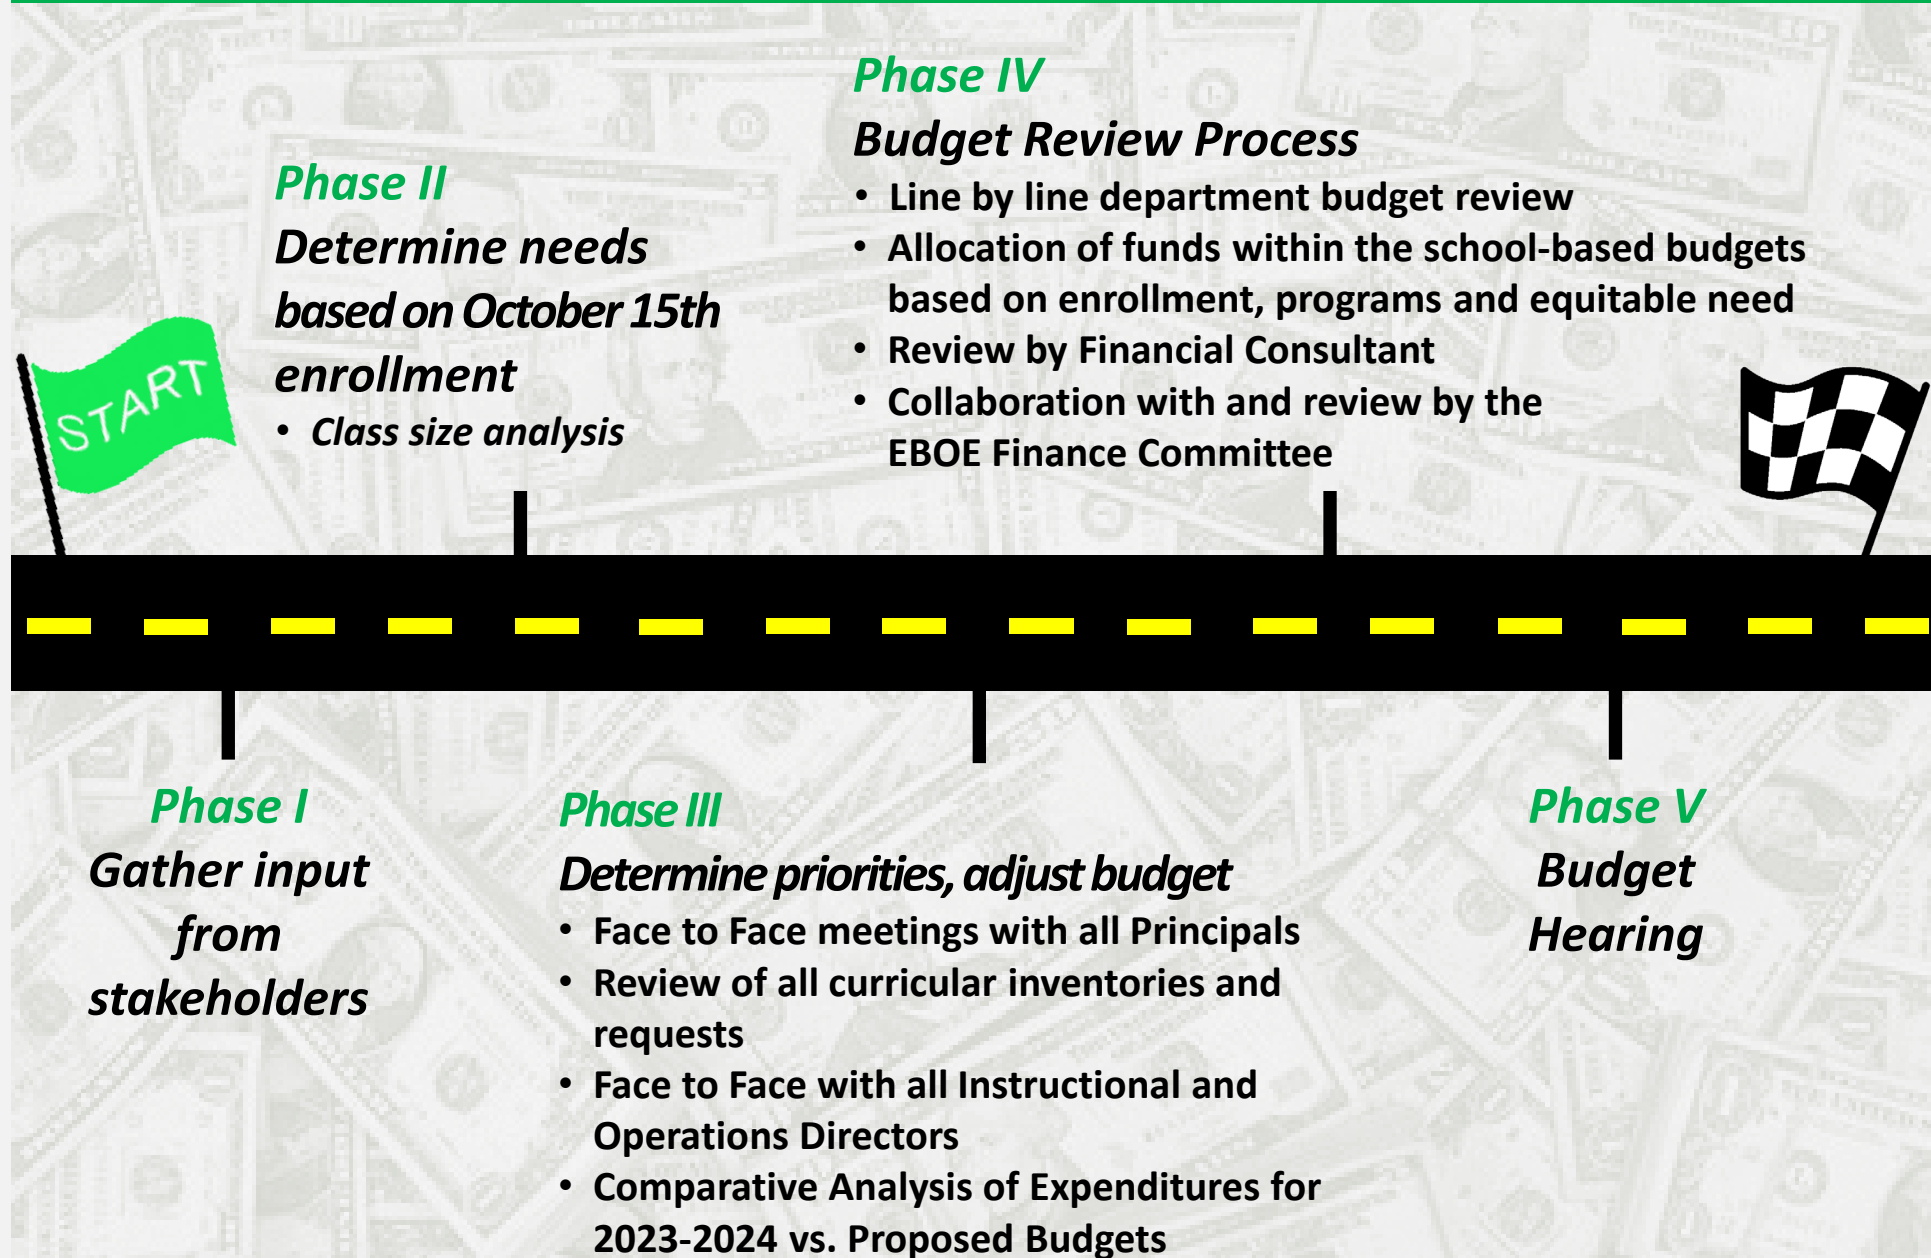 START
Phase I
Gather input
from
stakeholders
Phase II
Determine needs
based on October 15th
enrollment
• Class size analysis
Phase III
Determine priorities, adjust budget
• Face to Face meetings with all Principals
• Review of all curricular inventories and
requests
• Face to Face with all Instructional and
Operations Directors
• Comparative Analysis of Expenditures for
2023-2024 vs. Proposed Budgets
Phase IV
Budget Review Process
• Line by line department budget review
• Allocation of funds within the school-based budgets
based on enrollment, programs and equitable need
• Review by Financial Consultant
• Collaboration with and review by the
EBOE Finance Committee
Phase V
Budget
Hearing